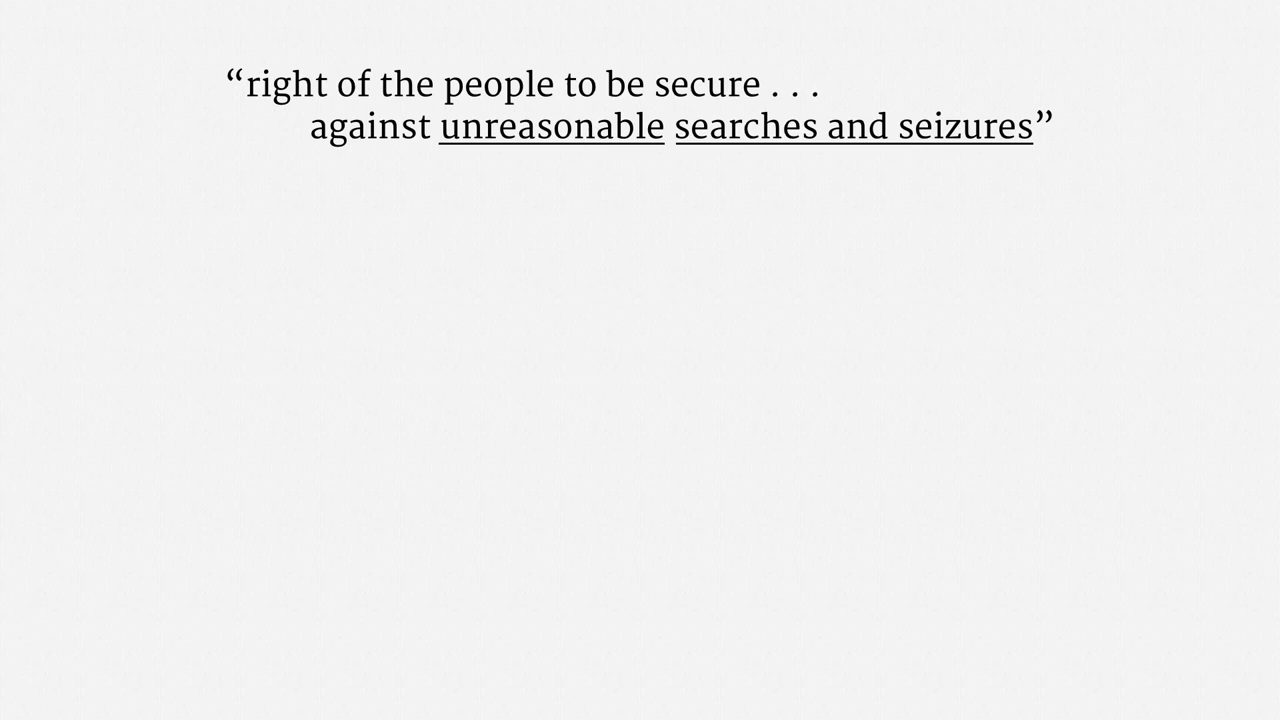 “right of the people to be secure . . .
against unreasonable searches and seizures”